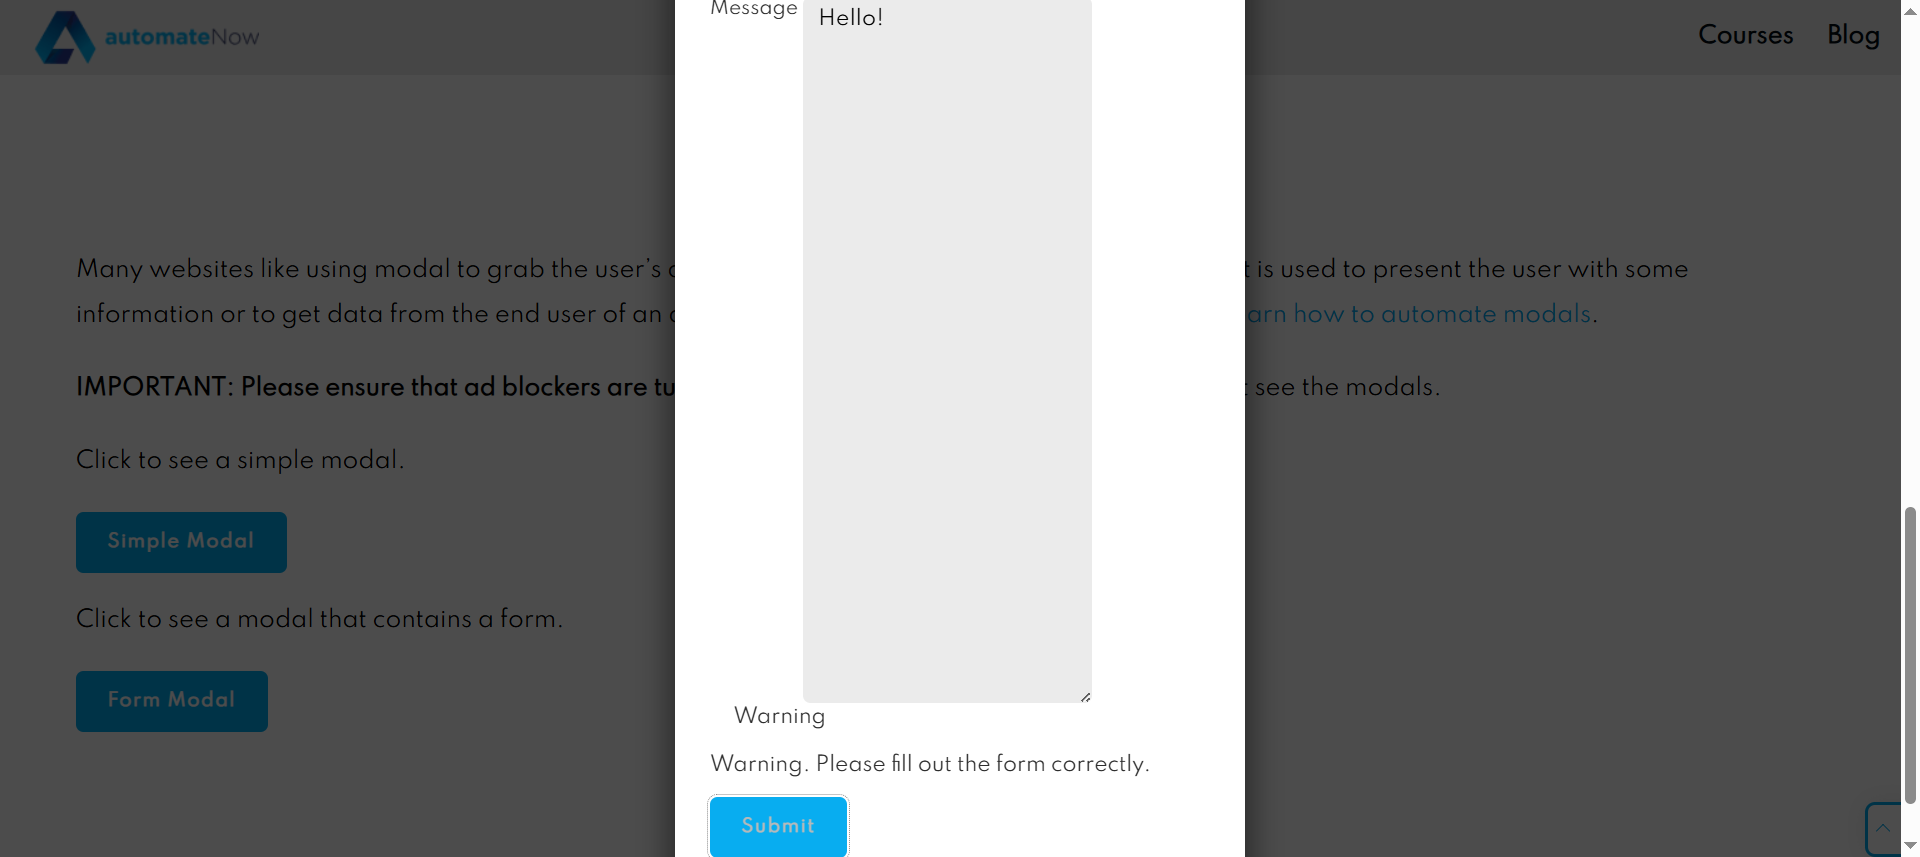 automateNow
Courses
Blog
Message
Hello!
Many websites like using modal to grab the user’s
t is used to present the user with some
information or to get data from the end user of an
arn how to automate modals.
IMPORTANT: Please ensure that ad blockers are tu
see the modals.
Click to see a simple modal.
Simple Modal
Click to see a modal that contains a form.
Form Modal
Warning
Warning. Please fill out the form correctly.
Submit